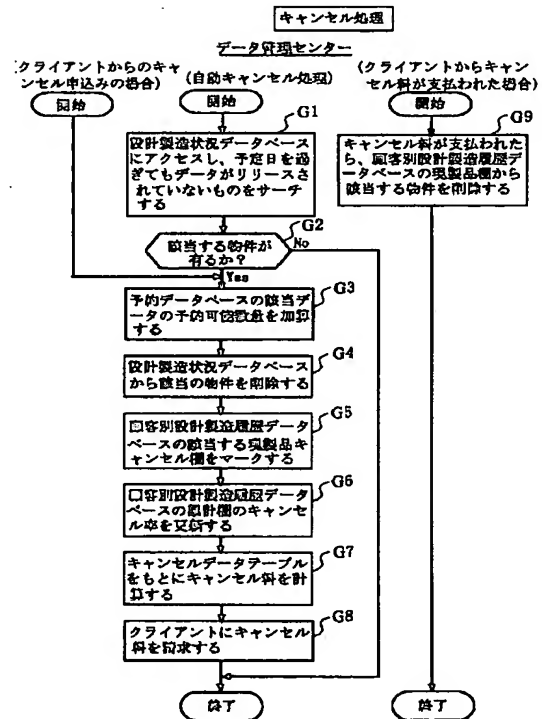 キャンセル処理
データ管理センター
(クライアントからのキャ
ンセル申込みの場合)
(自動キャンセル処理)
(クライアントからキャン
セル料が支払われた場合)
開始
開始
開始
G1
設計製造状況データベース
にアクセスし、予定日を過
ぎてもデータがリリースさ
れていないものをサーチ
する
G9
キャンセル料が支払われた
ら、顧客別設計製造履歴デ
ータベースの現製品欄から
該当する物件を削除する
G2
該当する物件が
有るか?
No
Yes
G3
予約データベースの該当デ
ータの予約可能数量を加算
する
G4
設計製造状況データベース
から該当の物件を削除する
G5
顧客別設計製造履歴データ
ベースの該当する現製品キ
ャンセル欄をマークする
G6
顧客別設計製造履歴データ
ベースの累計欄のキャンセ
ル率を更新する
G7
キャンセルデータテーブル
をもとにキャンセル料を計
算する
G8
クライアントにキャンセル
料を請求する
終了
終了